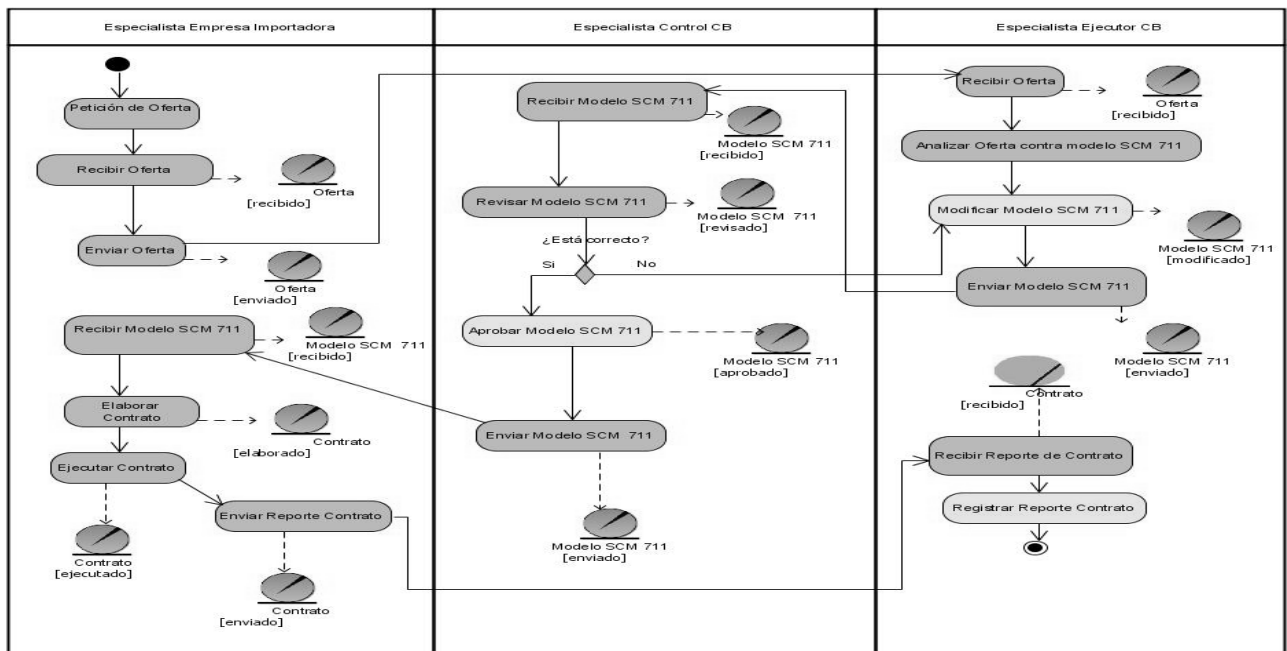 Especialista Empresa Importadora
Especialista Control CB
Especialista Ejecutor CB
Petición de Oferta
Recibir Oferta
Oferta
[recibido]
Enviar Oferta
Oferta
[enviado]
Recibir Modelo SCM 711
Modelo SCM 711
[recibido]
Elaborar
Contrato
Contrato
[elaborado]
Ejecutar Contrato
Enviar Reporte Contrato
Contrato
[ejecutado]
Contrato
[enviado]
Recibir Modelo SCM 711
Modelo SCM 711
[recibido]
Revisar Modelo SCM 711
Modelo SCM 711
[revisado]
¿Está correcto?
Si
No
Aprobar Modelo SCM 711
Modelo SCM 711
[aprobado]
Enviar Modelo SCM 711
Modelo SCM 711
[enviado]
Recibir Oferta
Oferta
[recibido]
Analizar Oferta contra modelo SCM 711
Modificar Modelo SCM 711
Modelo SCM 711
[modificado]
Enviar Modelo SCM 711
Modelo SCM 711
[enviado]
Contrato
[recibido]
Recibir Reporte de Contrato
Registrar Reporte Contrato